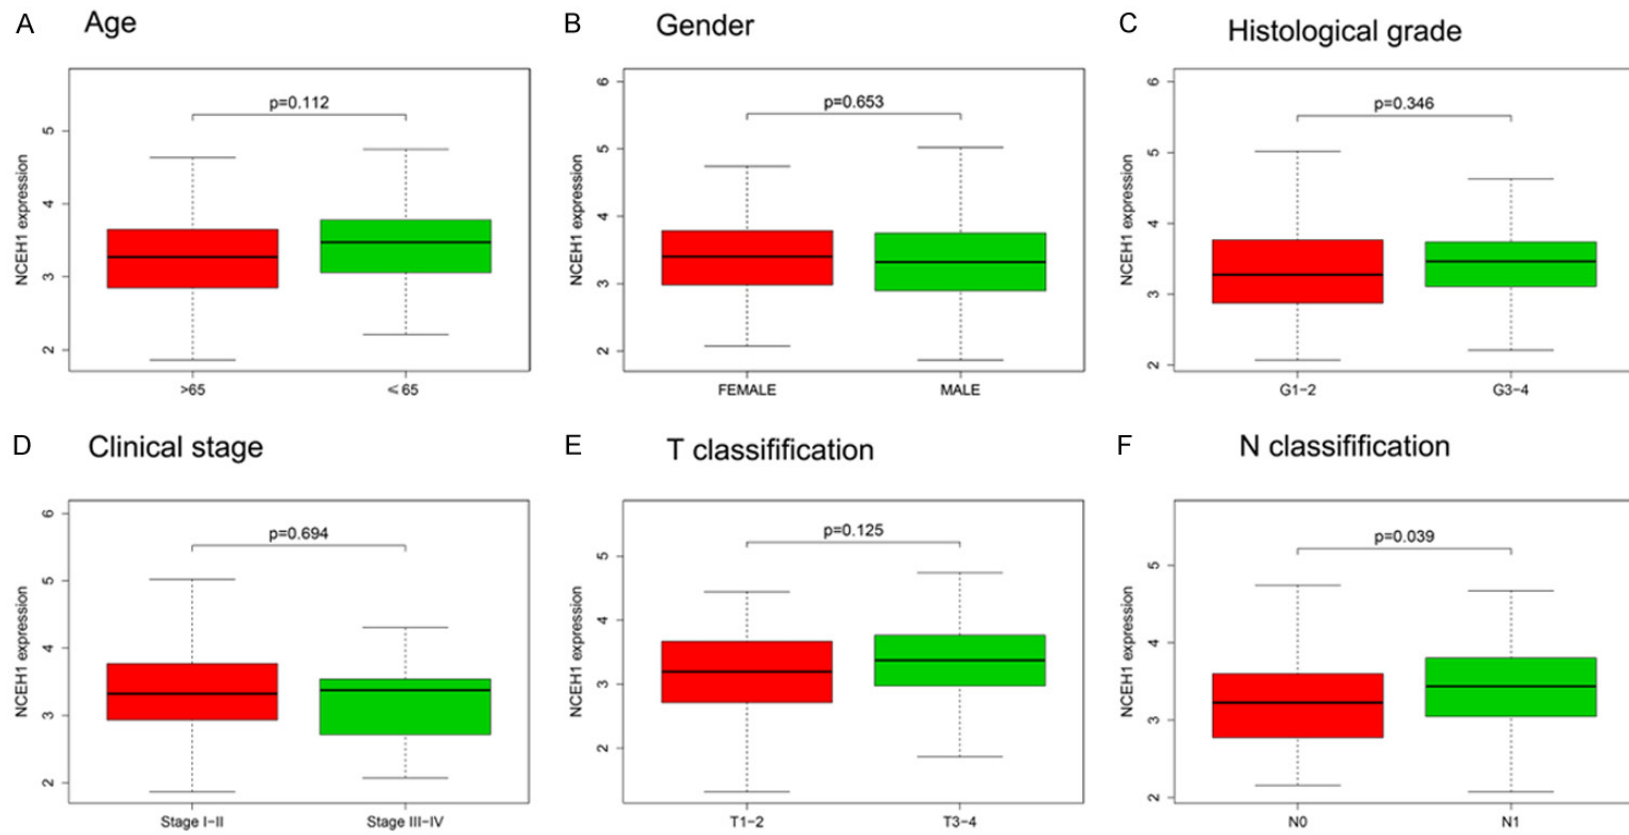 A Age
p=0.112
5
4
3
2
NCEH1 expression
>65 ≤65
B Gender
p=0.653
6
5
4
3
2
NCEH1 expression
FEMALE MALE
C Histological grade
p=0.346
6
5
4
3
2
NCEH1 expression
G1−2 G3−4
D Clinical stage
p=0.694
6
5
4
3
2
NCEH1 expression
Stage I−II Stage III−IV
E T classifification
p=0.125
5
4
3
2
NCEH1 expression
T1−2 T3−4
F N classifification
p=0.039
5
4
3
2
NCEH1 expression
N0 N1